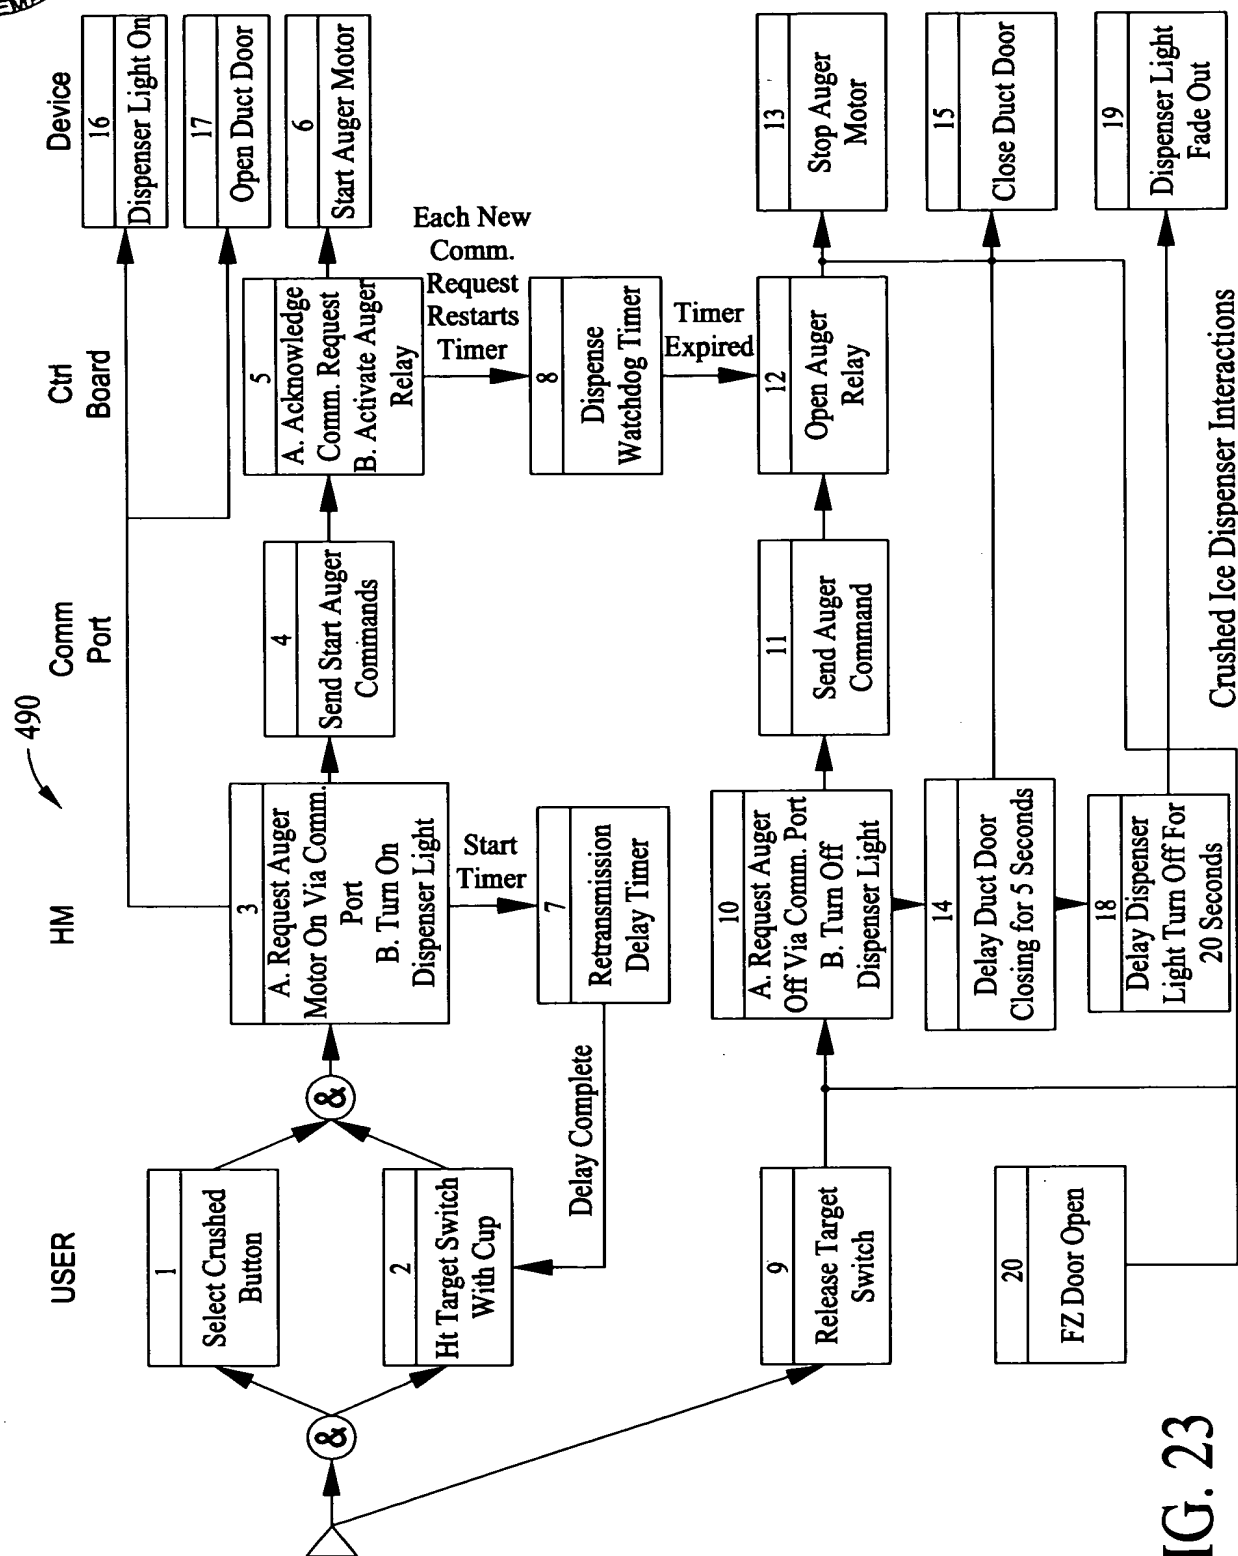 490
USER
HM
Comm
Port
Ctrl
Board
Device
1
Select Crushed
Button
2
Ht Target Switch
With Cup
&
&
3
A. Request Auger
Motor On Via Comm.
Port
B. Turn On
Dispenser Light
4
Send Start Auger
Commands
5
A. Acknowledge
Comm. Request
B. Activate Auger
Relay
16
Dispenser Light On
17
Open Duct Door
6
Start Auger Motor
Start
Timer
7
Retransmission
Delay Timer
Delay Complete
Each New
Comm.
Request
Restarts
Timer
8
Dispense
Watchdog Timer
Timer
Expired
9
Release Target
Switch
10
A. Request Auger
Off Via Comm. Port
B. Turn Off
Dispenser Light
11
Send Auger
Command
12
Open Auger
Relay
13
Stop Auger
Motor
14
Delay Duct Door
Closing for 5 Seconds
15
Close Duct Door
18
Delay Dispenser
Light Turn Off For
20 Seconds
19
Dispenser Light
Fade Out
20
FZ Door Open
Crushed Ice Dispenser Interactions
IG. 23